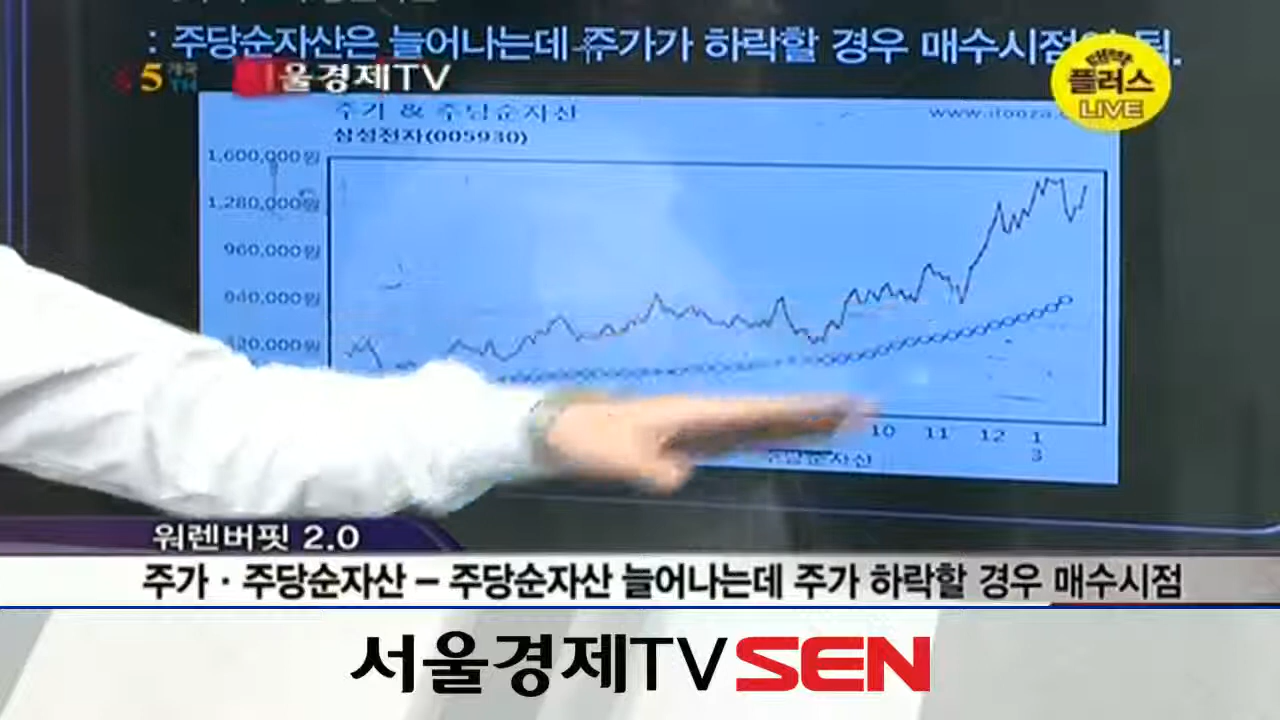 : 주당순자산은 늘어나는데 주가가 하락할 경우 매수시점이 됨.
5
울경제TV
플러스
LIVE
주가 & 주당순자산
삼성전자(005930)
1,600,000원
1,280,000원
960,000원
640,000원
320,000원
10 11 12 1
3
주당순자산
워렌버핏 2.0
주가 · 주당순자산 – 주당순자산 늘어나는데 주가 하락할 경우 매수시점
서울경제TV SEN